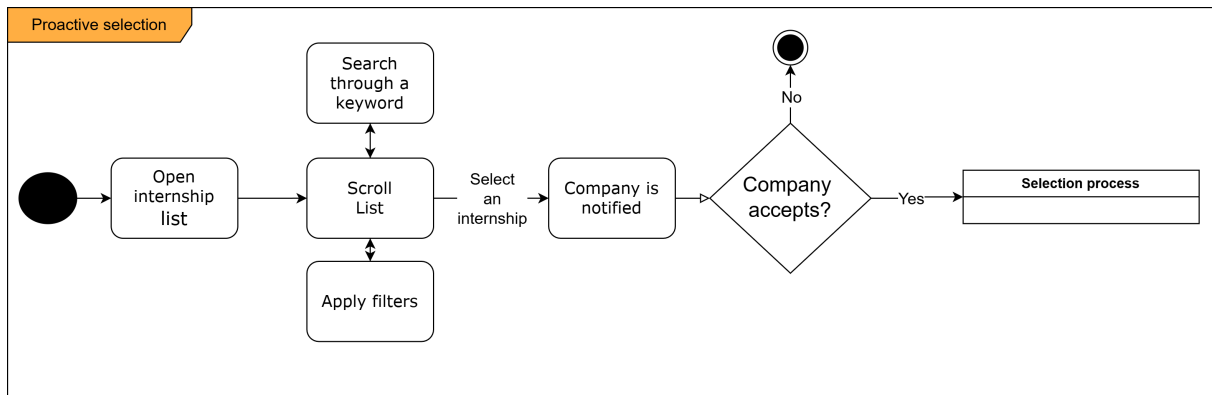 Proactive selection
Search
through a
keyword
Open
internship
list
Scroll
List
Select
an
internship
Company is
notified
No
Company
accepts?
Yes
Selection process
Apply filters